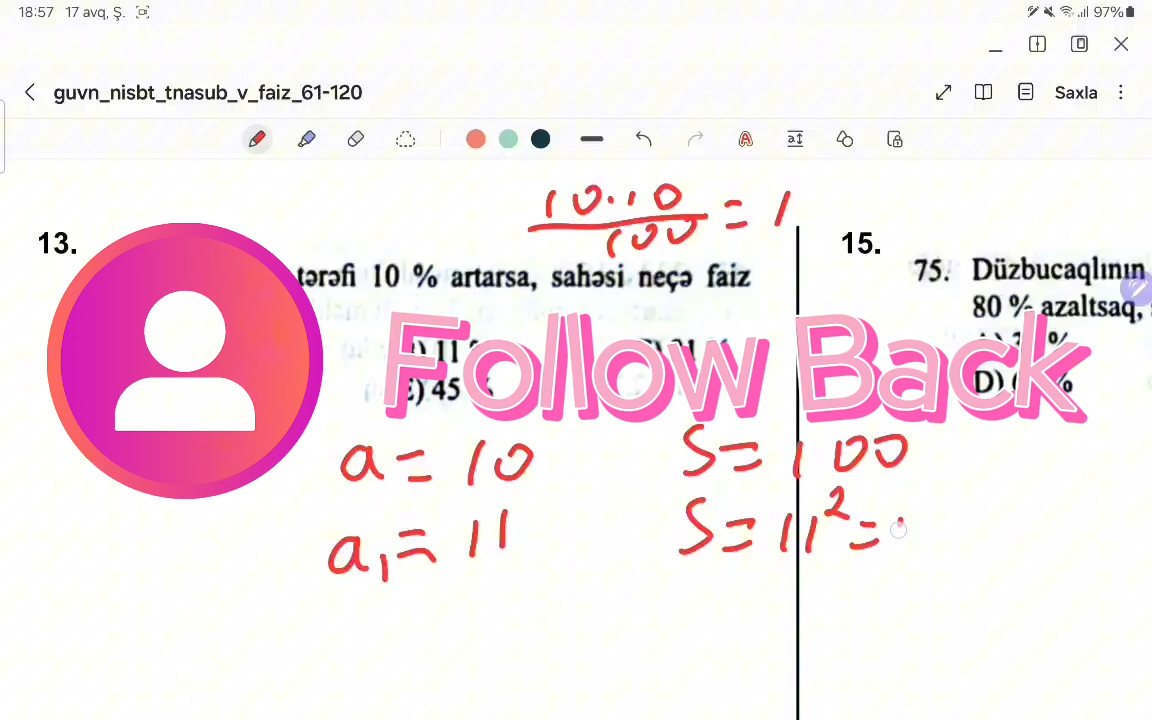 18:57 17 avq, Ş. 97%
guvn_nisbt_tnasub_v_faiz_61-120 Saxla
10.10/100 = 1
13.
tərəfi 10 % artarsa, sahəsi neçə faiz
11
E) 45 %
15.
75. Düzbucaqlının
80 % azaltsaq,
D) %
Follow Back
a = 10 S = 100
a₁ = 11 S = 11² =